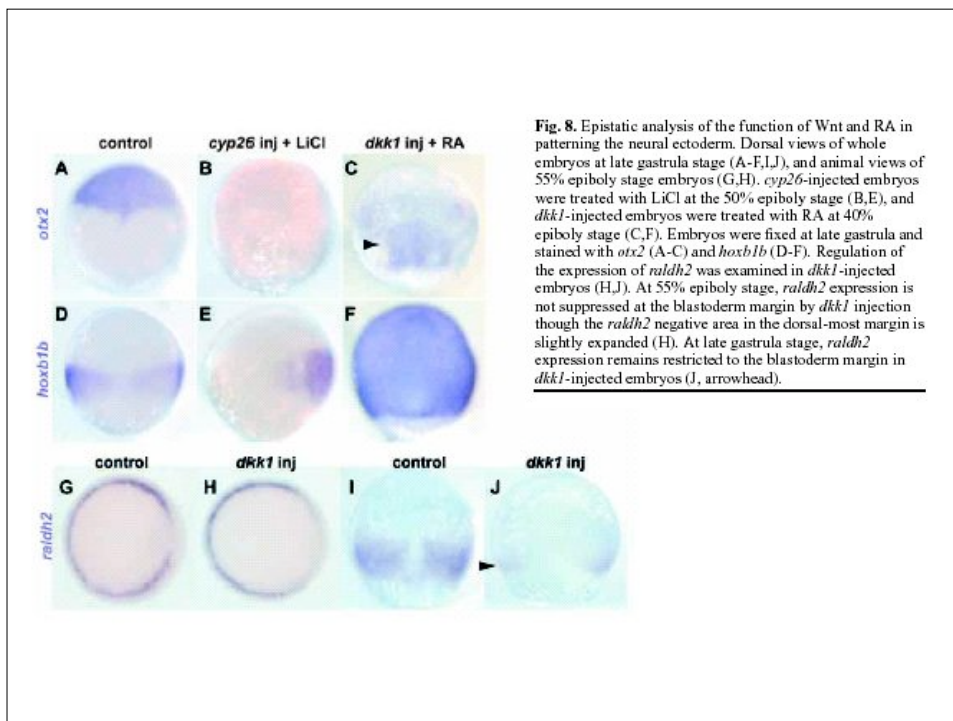 control cyp26 inj + LiCl dkk1 inj + RA
A B C
otx2
D E F
hoxb1b
control dkk1 inj control dkk1 inj
G H I J
raldh2
Fig. 8. Epistatic analysis of the function of Wnt and RA in
patterning the neural ectoderm. Dorsal views of whole
embryos at late gastrula stage (A-F,I,J), and animal views of
55% epiboly stage embryos (G,H). cyp26-injected embryos
were treated with LiCl at the 50% epiboly stage (B,E), and
dkk1-injected embryos were treated with RA at 40%
epiboly stage (C,F). Embryos were fixed at late gastrula and
stained with otx2 (A-C) and hoxb1b (D-F). Regulation of
the expression of raldh2 was examined in dkk1-injected
embryos (H,J). At 55% epiboly stage, raldh2 expression is
not suppressed at the blastoderm margin by dkk1 injection
though the raldh2 negative area in the dorsal-most margin is
slightly expanded (H). At late gastrula stage, raldh2
expression remains restricted to the blastoderm margin in
dkk1-injected embryos (J, arrowhead).